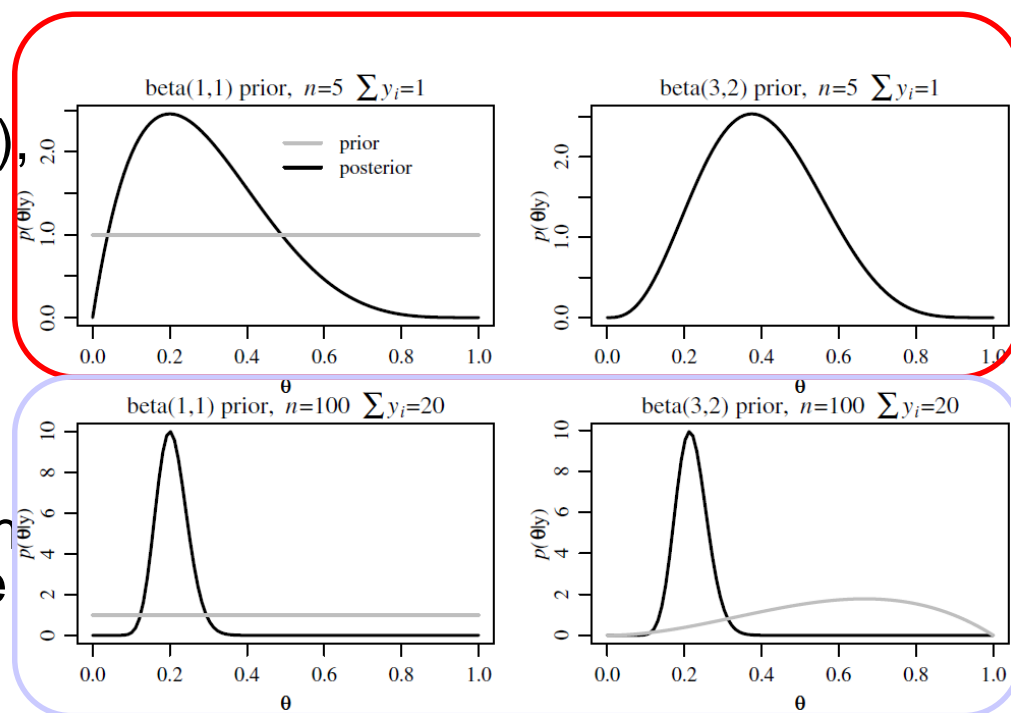 beta(1,1) prior, n=5 ∑yᵢ=1
p(θ|y)
0.0 1.0 2.0
prior
posterior
0.0 0.2 0.4 0.6 0.8 1.0
θ
beta(3,2) prior, n=5 ∑yᵢ=1
p(θ|y)
0.0 1.0 2.0
0.0 0.2 0.4 0.6 0.8 1.0
θ
),
beta(1,1) prior, n=100 ∑yᵢ=20
p(θ|y)
0 2 4 6 8 10
0.0 0.2 0.4 0.6 0.8 1.0
θ
beta(3,2) prior, n=100 ∑yᵢ=20
p(θ|y)
0 2 4 6 8 10
0.0 0.2 0.4 0.6 0.8 1.0
θ
e